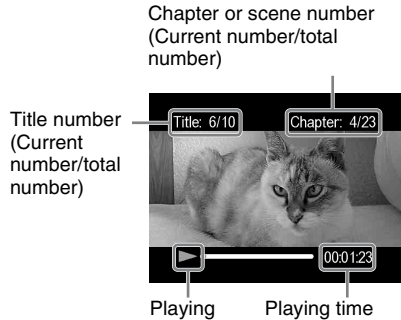 Chapter or scene number
(Current number/total
number)
Title number
(Current
number/total
number)
Title: 6/10
Chapter: 4/23
00:01:23
Playing
Playing time